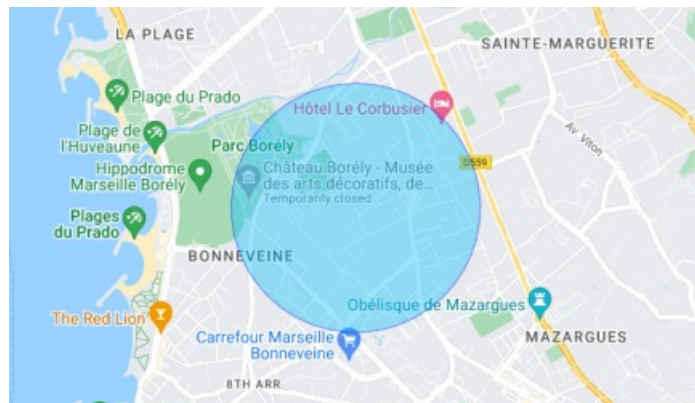 LA PLAGE
SAINTE-MARGUERITE
Plage du Prado
Hôtel Le Corbusier
Plage de
l'Huveaune
Av. Viton
Parc Borély
Hippodrome
Marseille Borély
Château Borély - Musée
des arts décoratifs, de...
Temporarily closed
D559
Plages
du Prado
BONNEVEINE
The Red Lion
Obélisque de Mazargues
Carrefour Marseille
Bonneveine
MAZARGUES
8TH ARR.